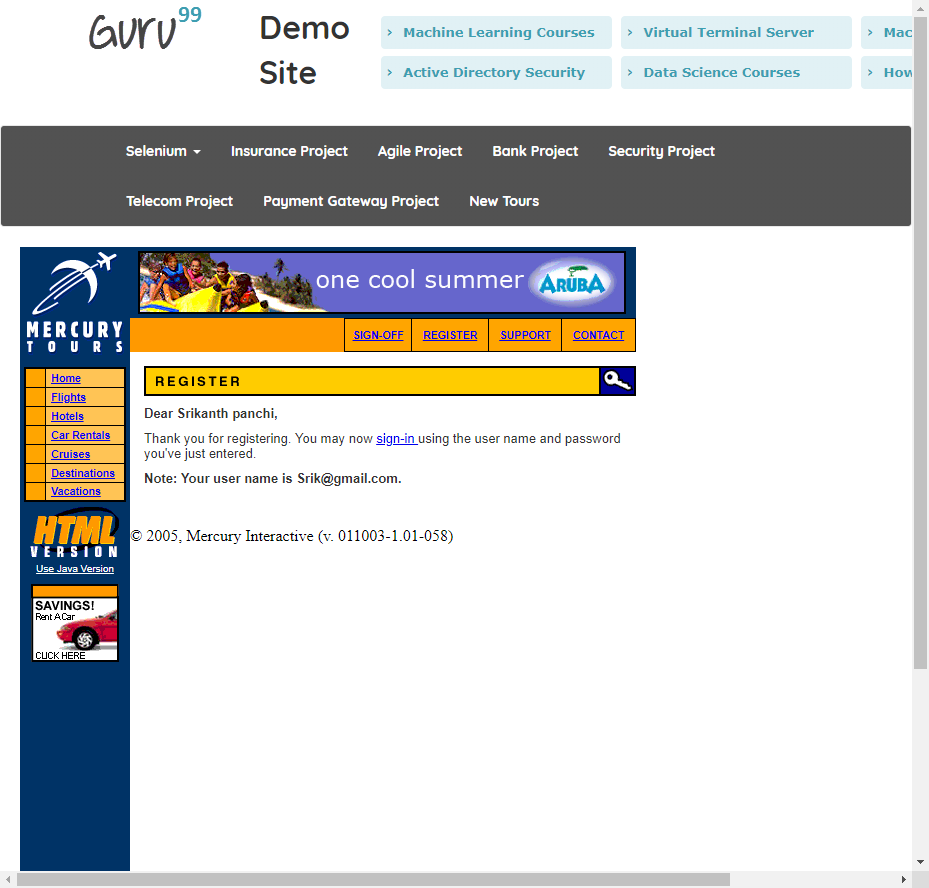 Guru99
Demo
Site
› Machine Learning Courses
› Virtual Terminal Server
› Mac
› Active Directory Security
› Data Science Courses
› How
Selenium
Insurance Project
Agile Project
Bank Project
Security Project
Telecom Project
Payment Gateway Project
New Tours
MERCURY
TOURS
one cool summer
ARUBA
SIGN-OFF
REGISTER
SUPPORT
CONTACT
Home
Flights
Hotels
Car Rentals
Cruises
Destinations
Vacations
HTML
VERSION
Use Java Version
SAVINGS!
Rent A Car
CLICK HERE
REGISTER
Dear Srikanth panchi,
Thank you for registering. You may now sign-in using the user name and password
you've just entered.
Note: Your user name is Srik@gmail.com.
© 2005, Mercury Interactive (v. 011003-1.01-058)